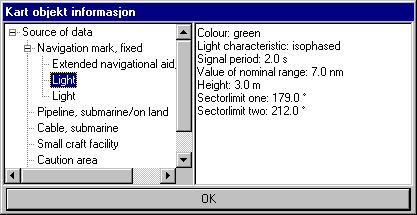 Kart objekt informasjon
Source of data
Navigation mark, fixed
Extended navigational aid,
Light
Light
Pipeline, submarine/on land
Cable, submarine
Small craft facility
Caution area
Colour: green
Light characteristic: isophased
Signal period: 2.0 s
Value of nominal range: 7.0 nm
Height: 3.0 m
Sectorlimit one: 179.0 °
Sectorlimit two: 212.0 °
OK